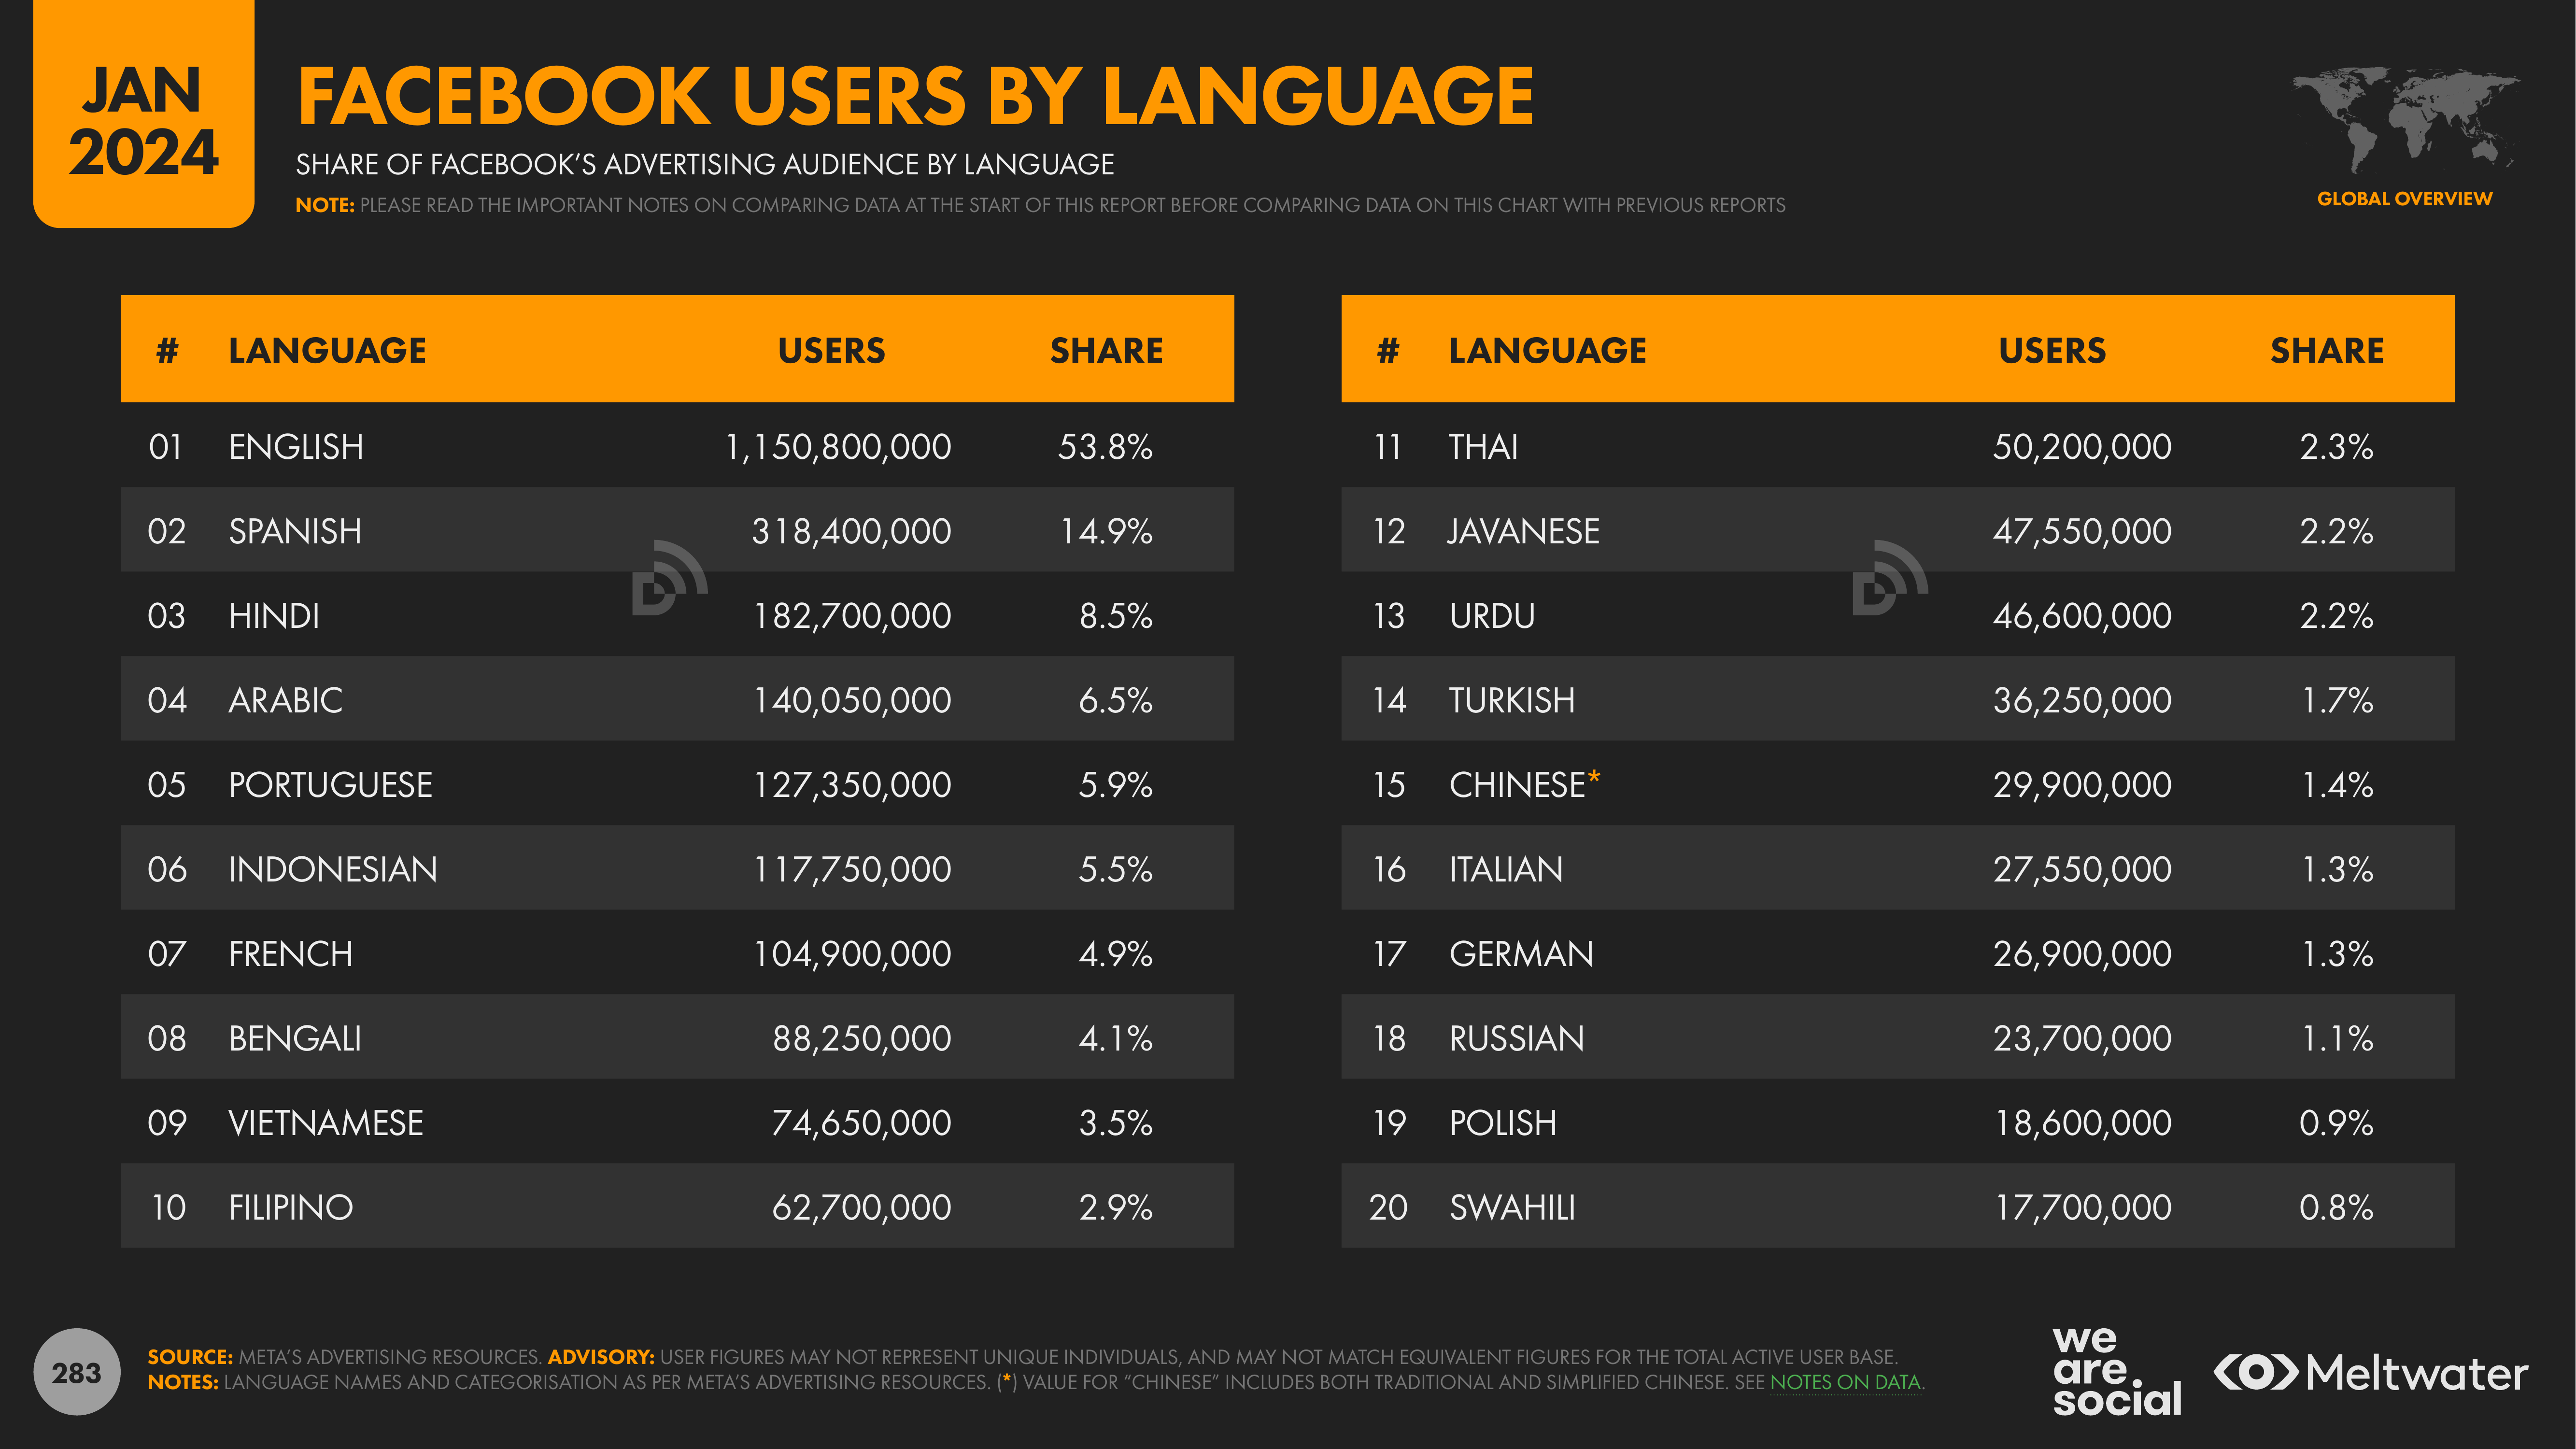 JAN
2024
FACEBOOK USERS BY LANGUAGE
SHARE OF FACEBOOK’S ADVERTISING AUDIENCE BY LANGUAGE
NOTE: PLEASE READ THE IMPORTANT NOTES ON COMPARING DATA AT THE START OF THIS REPORT BEFORE COMPARING DATA ON THIS CHART WITH PREVIOUS REPORTS
GLOBAL OVERVIEW
# LANGUAGE USERS SHARE
01 ENGLISH 1,150,800,000 53.8%
02 SPANISH 318,400,000 14.9%
03 HINDI 182,700,000 8.5%
04 ARABIC 140,050,000 6.5%
05 PORTUGUESE 127,350,000 5.9%
06 INDONESIAN 117,750,000 5.5%
07 FRENCH 104,900,000 4.9%
08 BENGALI 88,250,000 4.1%
09 VIETNAMESE 74,650,000 3.5%
10 FILIPINO 62,700,000 2.9%
# LANGUAGE USERS SHARE
11 THAI 50,200,000 2.3%
12 JAVANESE 47,550,000 2.2%
13 URDU 46,600,000 2.2%
14 TURKISH 36,250,000 1.7%
15 CHINESE* 29,900,000 1.4%
16 ITALIAN 27,550,000 1.3%
17 GERMAN 26,900,000 1.3%
18 RUSSIAN 23,700,000 1.1%
19 POLISH 18,600,000 0.9%
20 SWAHILI 17,700,000 0.8%
283
SOURCE: META’S ADVERTISING RESOURCES. ADVISORY: USER FIGURES MAY NOT REPRESENT UNIQUE INDIVIDUALS, AND MAY NOT MATCH EQUIVALENT FIGURES FOR THE TOTAL ACTIVE USER BASE.
NOTES: LANGUAGE NAMES AND CATEGORISATION AS PER META’S ADVERTISING RESOURCES. (*) VALUE FOR “CHINESE” INCLUDES BOTH TRADITIONAL AND SIMPLIFIED CHINESE. SEE NOTES ON DATA.
we
are
social
Meltwater